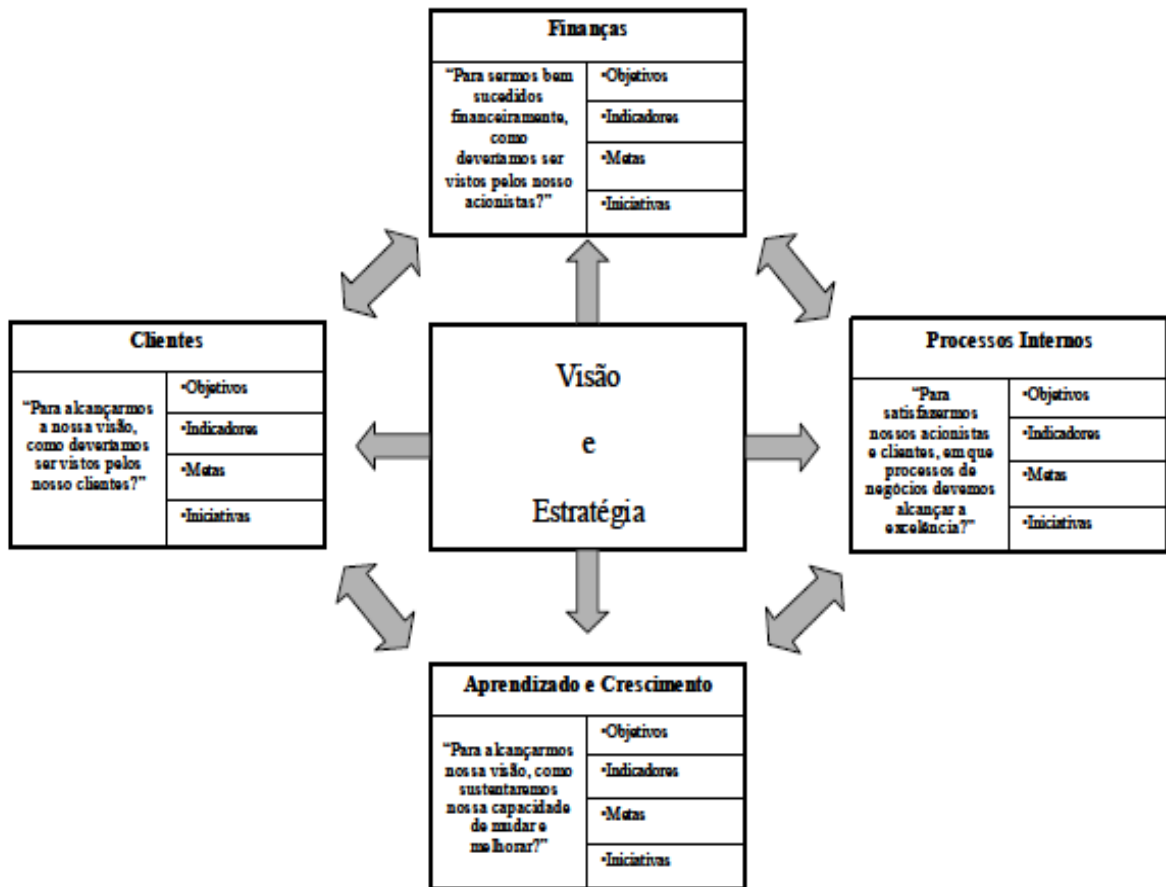 Finanças
“Para sermos bem
sucedidos
financeiramente,
como
deveríamos ser
vistos pelos nosso
acionistas?”
•Objetivos
•Indicadores
•Metas
•Iniciativas
Clientes
“Para alcançarmos
a nossa visão,
como deveríamos
ser vistos pelos
nosso clientes?”
•Objetivos
•Indicadores
•Metas
•Iniciativas
Visão
e
Estratégia
Processos Internos
“Para
satisfazermos
nossos acionistas
e clientes, em que
processos de
negócios devemos
alcançar a
excelência?”
•Objetivos
•Indicadores
•Metas
•Iniciativas
Aprendizado e Crescimento
“Para alcançarmos
nossa visão, como
sustentaremos
nossa capacidade
de mudar e
melhorar?”
•Objetivos
•Indicadores
•Metas
•Iniciativas